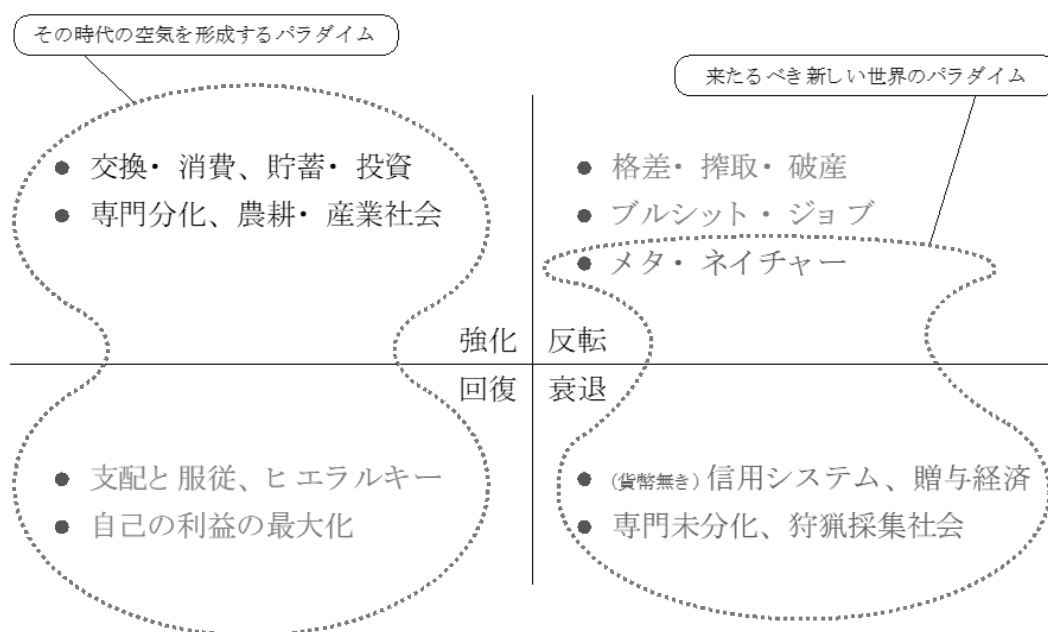 その時代の空気を形成するパラダイム
来たるべき新しい世界のパラダイム
● 交換・消費、貯蓄・投資
● 専門分化、農耕・産業社会
● 格差・搾取・破産
● ブルシット・ジョブ
● メタ・ネイチャー
強化
反転
回復
衰退
● 支配と服従、ヒエラルキー
● 自己の利益の最大化
● (貨幣無き)信用システム、贈与経済
● 専門未分化、狩猟採集社会